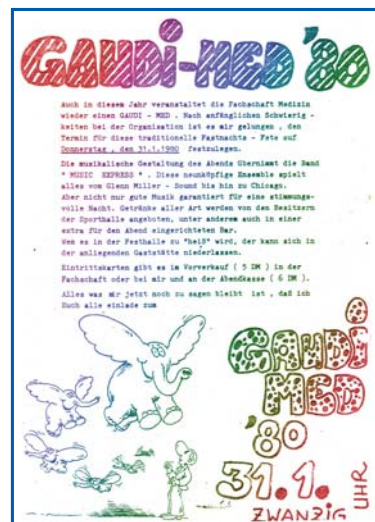 GAUDI-MED '80
Auch in diesem Jahr veranstaltet die Fachschaft Medizin
wieder einen GAUDI - MED . Nach anfänglichen Schwierig -
keiten bei der Organisation ist es mir gelungen , den
Termin für diese traditionelle Fastnachts - Fete auf
Donnerstag , den 31.1.1980 festzulegen.
Die musikalische Gestaltung des Abends übernimmt die Band
" MUSIC EXPRESS " . Diese neunköpfige Ensemble spielt
alles vom Glenn Miller - Sound bis hin zu Chicago.
Aber nicht nur gute Musik garantiert für eine stimmungs-
volle Nacht. Getränke aller Art werden von den Besitzern
der Sporthalle angeboten, unter anderem auch in einer
extra für den Abend eingerichteten Bar.
Wem es in der Festhalle zu "heiß" wird, der kann sich in
der anliegenden Gaststätte niederlassen.
Eintrittskarten gibt es im Vorverkauf ( 5 DM ) in der
Fachschaft oder bei mir und an der Abendkasse ( 6 DM ).
Alles was mir jetzt noch zu sagen bleibt ist , daß ich
Euch alle einlade zum
GAUDI
MED
'80
31.1.
ZWANZIG UHR